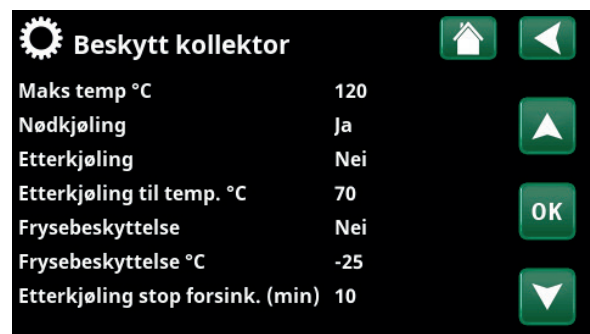 Beskytt kollektor
Maks temp °C 120
Nødkjøling Ja
Etterkjøling Nei
Etterkjøling til temp. °C 70
Frysebeskyttelse Nei
Frysebeskyttelse °C -25
Etterkjøling stop forsink. (min) 10
OK